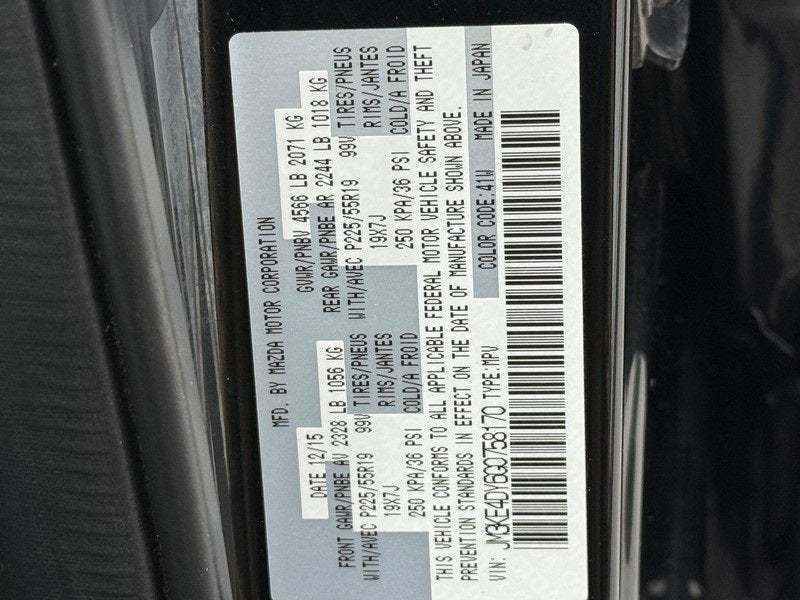 MFD. BY MAZDA MOTOR CORPORATION
DATE 12/15 GVWR/PNBV 4566 LB 2071 KG
FRONT GAWR/PNBE AV 2328 LB 1056 KG REAR GAWR/PNBE AR 2244 LB 1018 KG
WITH/AVEC P225/55R19 99V TIRES/PNEUS WITH/AVEC P225/55R19 99V TIRES/PNEUS
19X7J RIMS/JANTES 19X7J RIMS/JANTES
250 KPA/36 PSI COLD/A FROID 250 KPA/36 PSI COLD/A FROID
THIS VEHICLE CONFORMS TO ALL APPLICABLE FEDERAL MOTOR VEHICLE SAFETY AND THEFT
PREVENTION STANDARDS IN EFFECT ON THE DATE OF MANUFACTURE SHOWN ABOVE.
VIN: JM3KE4DY6G0758170 TYPE:MPV COLOR CODE:41W MADE IN JAPAN